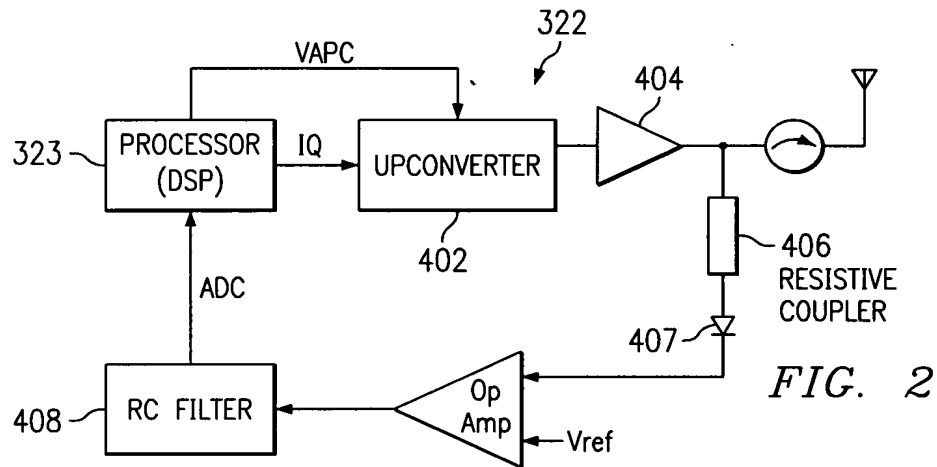 VAPC
322
404
323
PROCESSOR
(DSP)
IQ
UPCONVERTER
402
406
RESISTIVE
COUPLER
ADC
407
408
RC FILTER
Op
Amp
Vref
FIG. 2